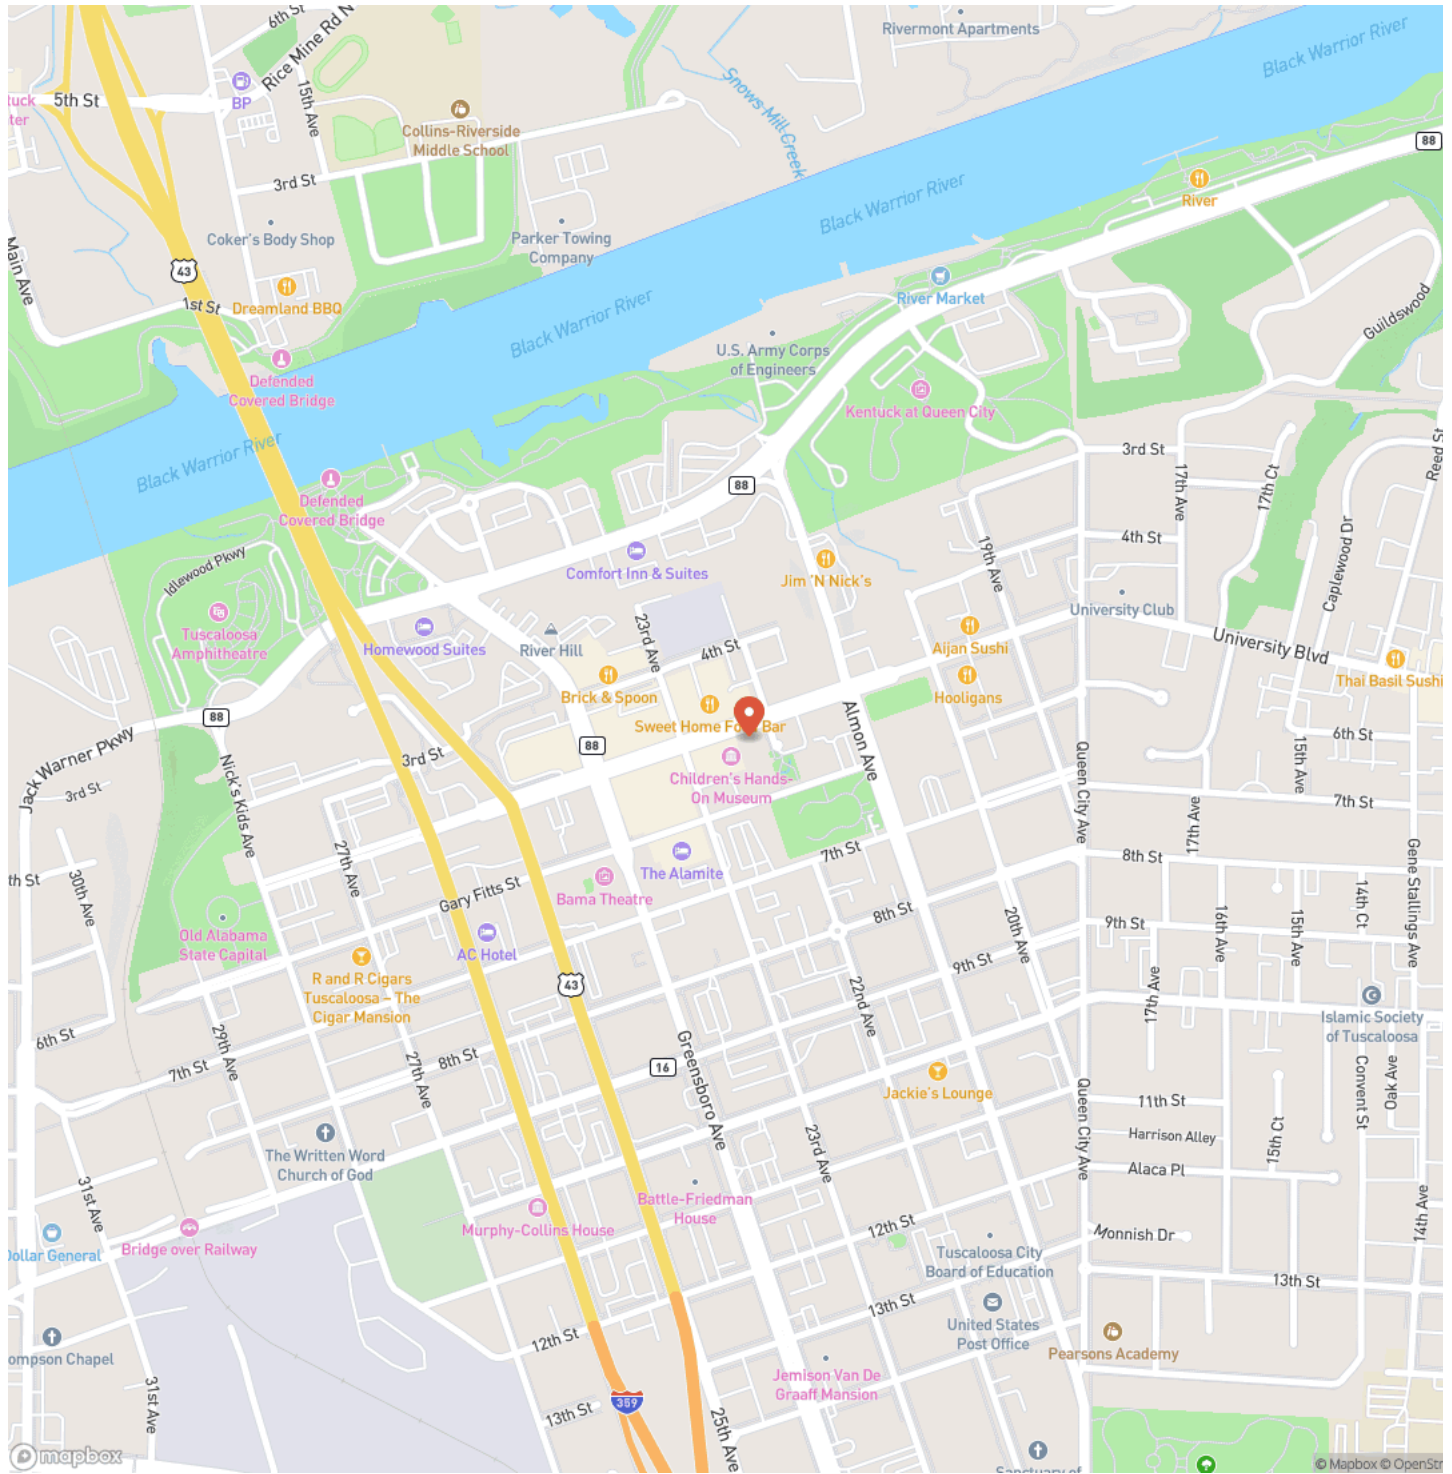 6th St
Rice Mine Rd N
Rivermont Apartments
Black Warrior River
Snows Mill Creek
5th St
BP
15th Ave
Collins-Riverside
Middle School
88
3rd St
River
Black Warrior River
Coker's Body Shop
Parker Towing
Company
Main Ave
43
River Market
1st St
Dreamland BBQ
Guildswood
Black Warrior River
U.S. Army Corps
of Engineers
Defended
Covered Bridge
Kentuck at Queen City
Black Warrior River
3rd St
Reed St
17th Ave
17th Ct
88
Defended
Covered Bridge
Caplewood Dr
4th St
19th Ave
Idlewood Pkwy
Comfort Inn & Suites
Jim 'N Nick's
University Club
Tuscaloosa
Amphitheatre
23rd Ave
Homewood Suites
River Hill
4th St
Aijan Sushi
University Blvd
Brick & Spoon
Hooligans
Thai Basil Sushi
Sweet Home Bar
Almon Ave
88
Jack Warner Pkwy
88
6th St
3rd St
3rd St
Nick's Kids Ave
Children's Hands-
On Museum
Queen City Ave
15th Ave
7th St
17th Ave
27th Ave
7th St
8th St
Gene Stallings Ave
30th Ave
The Alamite
Gary Fitts St
Bama Theatre
14th Ct
8th St
9th St
16th Ave
15th Ave
20th Ave
Old Alabama
State Capital
AC Hotel
R and R Cigars
Tuscaloosa – The
Cigar Mansion
9th St
17th Ave
43
22nd Ave
Islamic Society
of Tuscaloosa
6th St
29th Ave
Greensboro Ave
8th St
16
7th St
27th Ave
Jackie's Lounge
Queen City Ave
Convent St
Oak Ave
11th St
Harrison Alley
15th Ct
The Written Word
Church of God
23rd Ave
Alaca Pl
31st Ave
Battle-Friedman
House
Murphy-Collins House
12th St
14th Ave
Dollar General
Bridge over Railway
Monnish Dr
Tuscaloosa City
Board of Education
13th St
13th St
United States
Post Office
12th St
Pearsons Academy
Chapel
Jemison Van De
Graaff Mansion
31st Ave
359
13th St
25th Ave
mapbox
Sanctuary of
© Mapbox © OpenStr